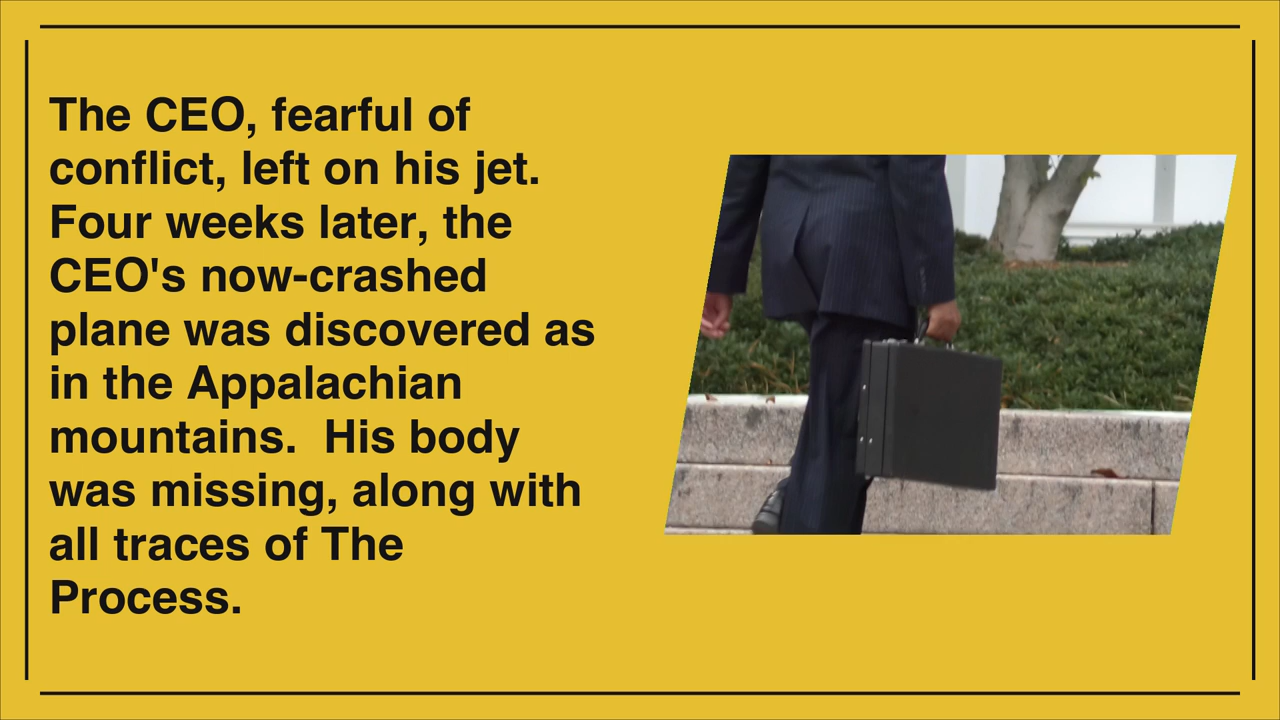 The CEO, fearful of
conflict, left on his jet.
Four weeks later, the
CEO's now-crashed
plane was discovered as
in the Appalachian
mountains.  His body
was missing, along with
all traces of The
Process.